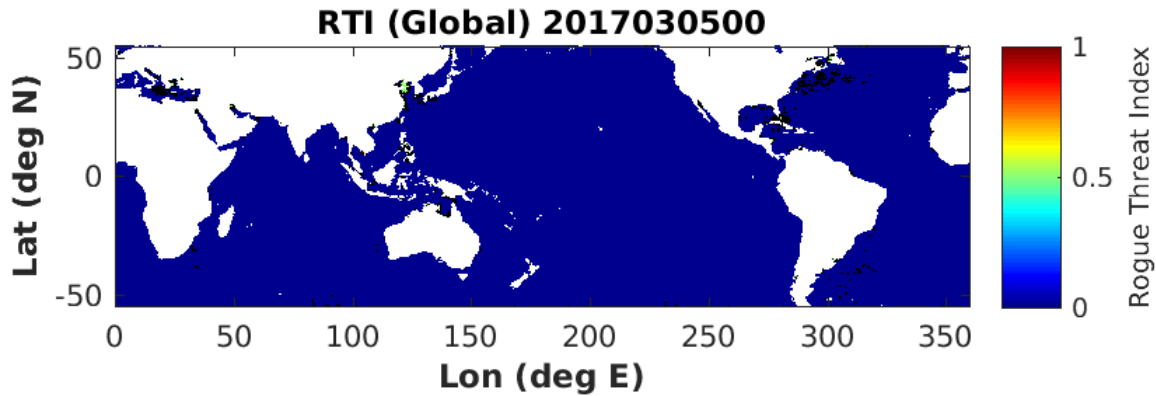 RTI (Global) 2017030500
50
0
-50
Lat (deg N)
0 50 100 150 200 250 300 350
Lon (deg E)
1
0.5
0
Rogue Threat Index